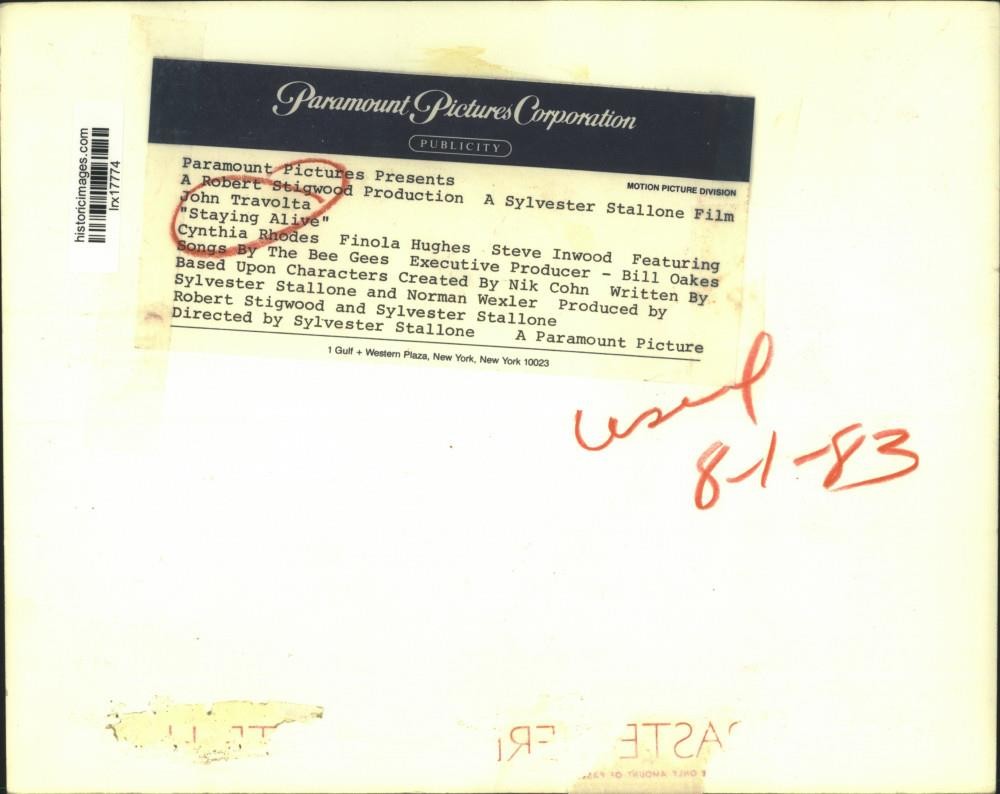 Paramount Pictures Corporation
PUBLICITY
MOTION PICTURE DIVISION
Paramount Pictures Presents
A Robert Stigwood Production A Sylvester Stallone Film
John Travolta
"Staying Alive"
Cynthia Rhodes Finola Hughes Steve Inwood Featuring
Songs By The Bee Gees Executive Producer - Bill Oakes
Based Upon Characters Created By Nik Cohn Written By
Sylvester Stallone and Norman Wexler Produced by
Robert Stigwood and Sylvester Stallone
Directed by Sylvester Stallone A Paramount Picture
1 Gulf + Western Plaza, New York, New York 10023
historicimages.com
lrx17774
used
8-1-83